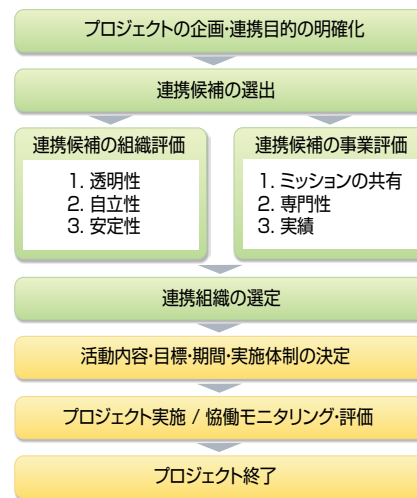 プロジェクトの企画・連携目的の明確化
連携候補の選出
連携候補の組織評価
1. 透明性
2. 自立性
3. 安定性
連携候補の事業評価
1. ミッションの共有
2. 専門性
3. 実績
連携組織の選定
活動内容・目標・期間・実施体制の決定
プロジェクト実施 / 恊働モニタリング・評価
プロジェクト終了